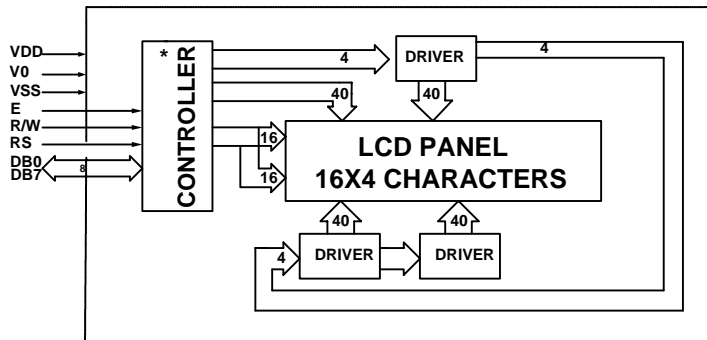 VDD
V0
VSS
E
R/W
RS
DB0
DB7
8
* CONTROLLER
4
DRIVER
4
40
40
16
16
LCD PANEL
16X4 CHARACTERS
40
40
4
DRIVER
DRIVER